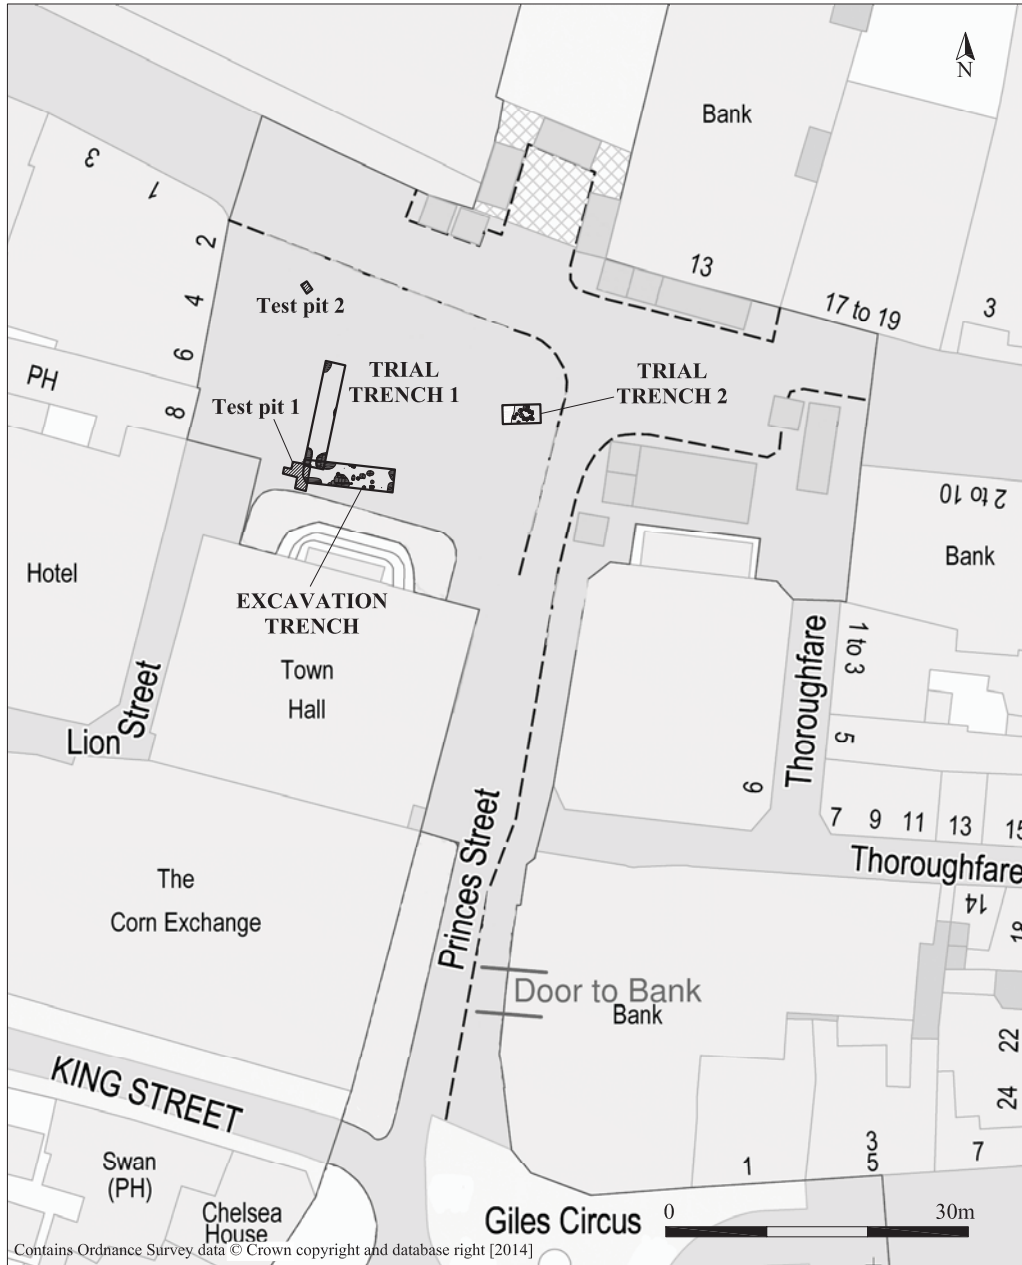 N
Bank
3
1
2
13
Test pit 2
4
17 to 19
3
6
TRIAL
TRENCH 1
TRIAL
TRENCH 2
PH
Test pit 1
8
2 to 10
Bank
Hotel
EXCAVATION
TRENCH
Town
Hall
Thoroughfare
1 to 3
Lion Street
5
9
7 9 11 13 15
Thoroughfare
The
Corn Exchange
Princes Street
14
18
Door to Bank
Bank
22
KING STREET
24
3
5
7
1
Swan
(PH)
Chelsea
House
Giles Circus
0 30m
Contains Ordnance Survey data © Crown copyright and database right [2014]